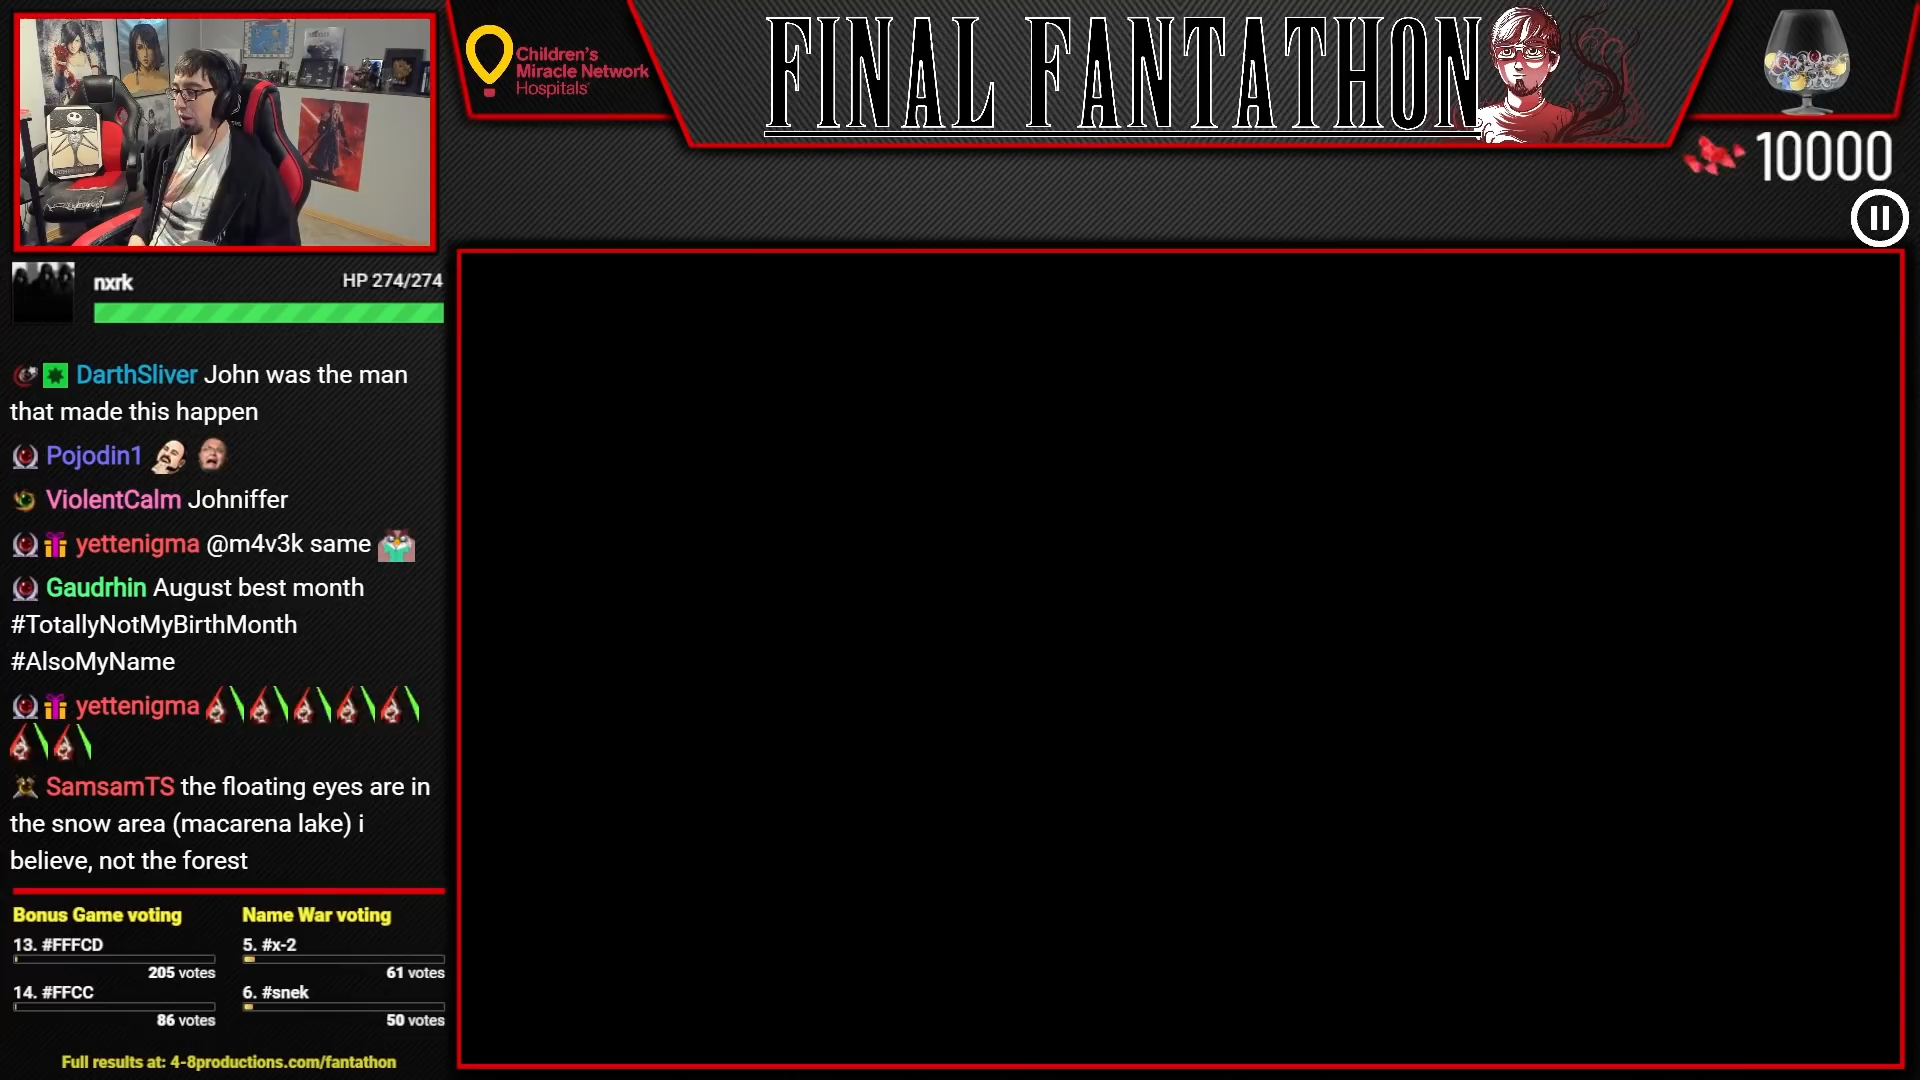 Children's
Miracle Network
Hospitals
FINAL FANTATHON
10000
nxrk
HP 274/274
DarthSliver John was the man
that made this happen
Pojodin1
ViolentCalm Johniffer
yettenigma @m4v3k same
Gaudrhin August best month
#TotallyNotMyBirthMonth
#AlsoMyName
yettenigma
SamsamTS the floating eyes are in
the snow area (macarena lake) i
believe, not the forest
Bonus Game voting
13. #FFFCD
205 votes
14. #FFCC
86 votes
Name War voting
5. #x-2
61 votes
6. #snek
50 votes
Full results at: 4-8productions.com/fantathon